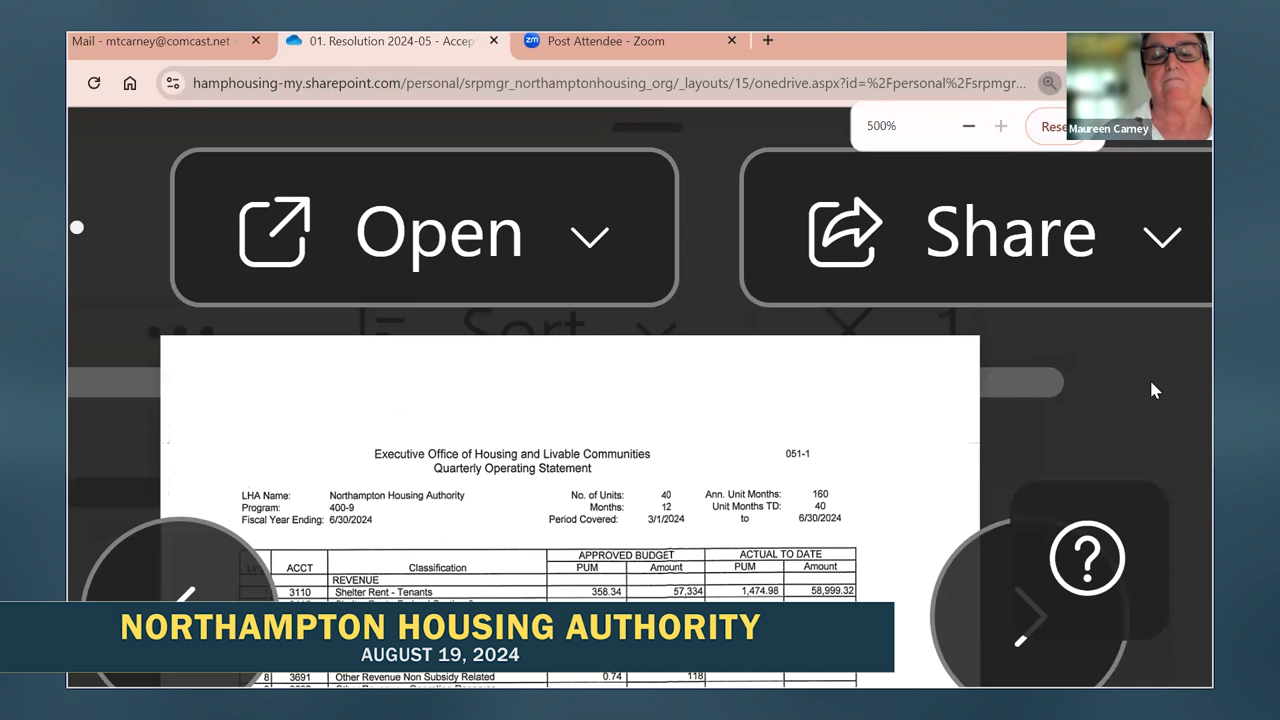 Mail - mtcarney@comcast.net -
01. Resolution 2024-05 - Accep
zm Post Attendee - Zoom
hamphousing-my.sharepoint.com/personal/srpmgr_northamptonhousing_org/_layouts/15/onedrive.aspx?id=%2Fpersonal%2Fsrpmgr...
500%
Rese
Maureen Carney
Open
Share
Sort
1
Executive Office of Housing and Livable Communities 051-1
Quarterly Operating Statement
LHA Name: Northampton Housing Authority No. of Units: 40 Ann. Unit Months: 160
Program: 400-9 Months: 12 Unit Months TD: 40
Fiscal Year Ending: 6/30/2024 Period Covered: 3/1/2024 to 6/30/2024
APPROVED BUDGET ACTUAL TO DATE
ACCT Classification PUM Amount PUM Amount
REVENUE
3110 Shelter Rent - Tenants 358.34 57,334 1,474.98 58,999.32
NORTHAMPTON HOUSING AUTHORITY
AUGUST 19, 2024
8 3691 Other Revenue Non Subsidy Related 0.74 118